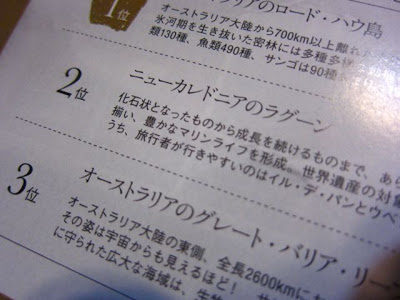 1位
ラリアのロード・ハウ島
オーストラリア大陸から700km以上離れ
氷河期を生き抜いた密林には多種多様
類130種、魚類490種、サンゴは90種
2位
ニューカレドニアのラグーン
化石状となったものから成長を続けるものまで、あら
揃い、豊かなマリンライフを形成。世界遺産の対象
うち、旅行者が行きやすいのはイル・デ・パンとウベ
3位
オーストラリアのグレート・バリア・リー
オーストラリア大陸の東側、全長2600kmに
その姿は宇宙からも見えるほど!
に守られた広大な海域は、生物